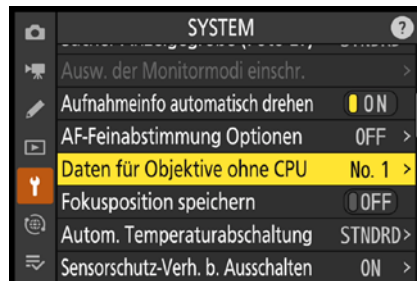 SYSTEM
?
Ausw. der Monitormodi einschr. >
Aufnahmeinfo automatisch drehen ON
AF-Feinabstimmung Optionen OFF >
Daten für Objektive ohne CPU No. 1 >
Fokusposition speichern OFF
Autom. Temperaturabschaltung STNDRD>
Sensorschutz-Verh. b. Ausschalten ON >